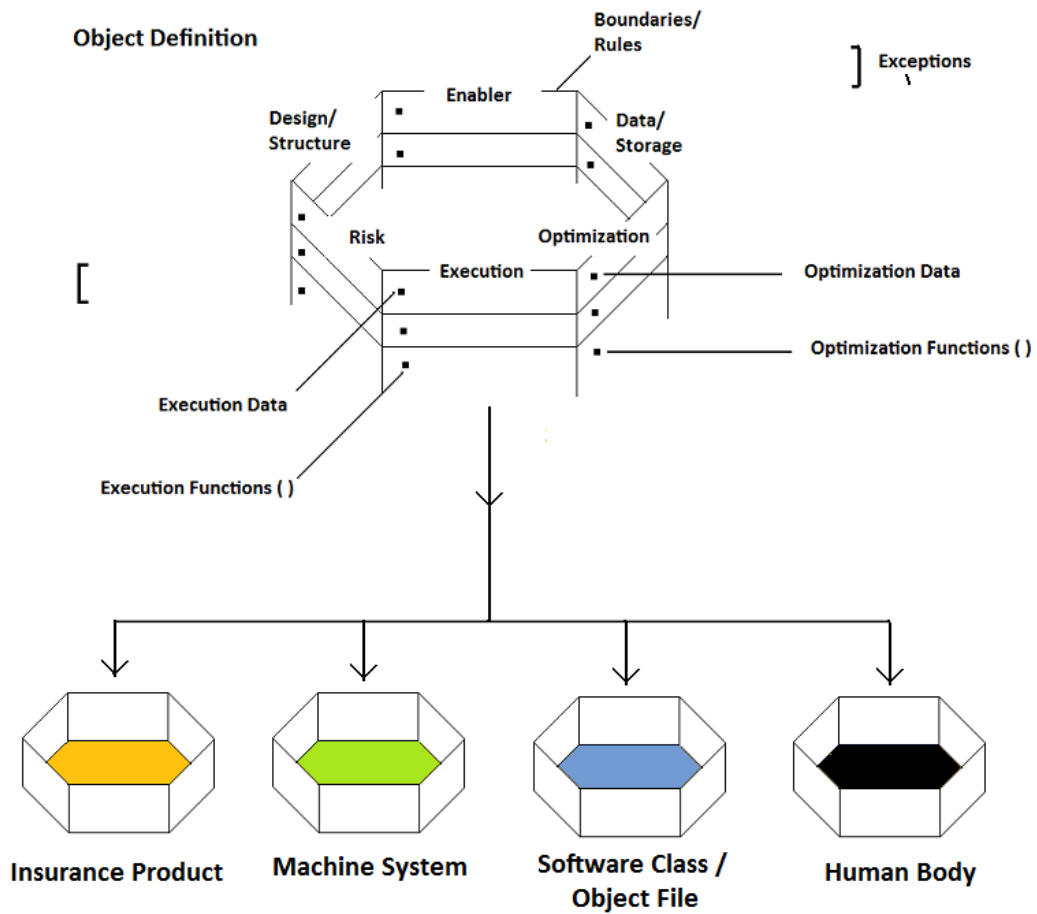 Object Definition
Boundaries/
Rules
Exceptions
Enabler
Design/
Structure
Data/
Storage
Risk
Optimization
Execution
Optimization Data
Optimization Functions ( )
Execution Data
Execution Functions ( )
Insurance Product
Machine System
Software Class /
Object File
Human Body